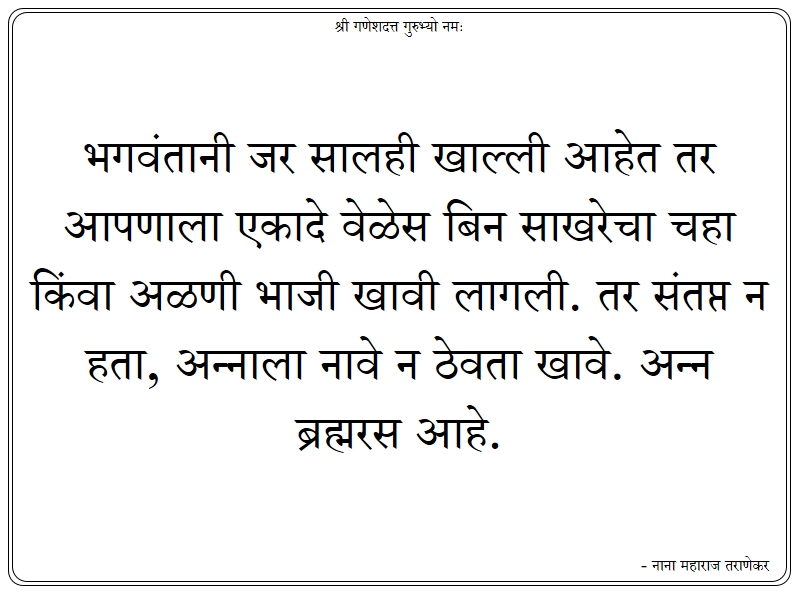 श्री गणेशदत्त गुरुभ्यो नमः
भगवंतानी जर सालही खाल्ली आहेत तर
आपणाला एकादे वेळेस बिन साखरेचा चहा
किंवा अळणी भाजी खावी लागली. तर संतप्त न
हता, अन्नाला नावे न ठेवता खावे. अन्न
ब्रह्मरस आहे.
- नाना महाराज तराणेकर